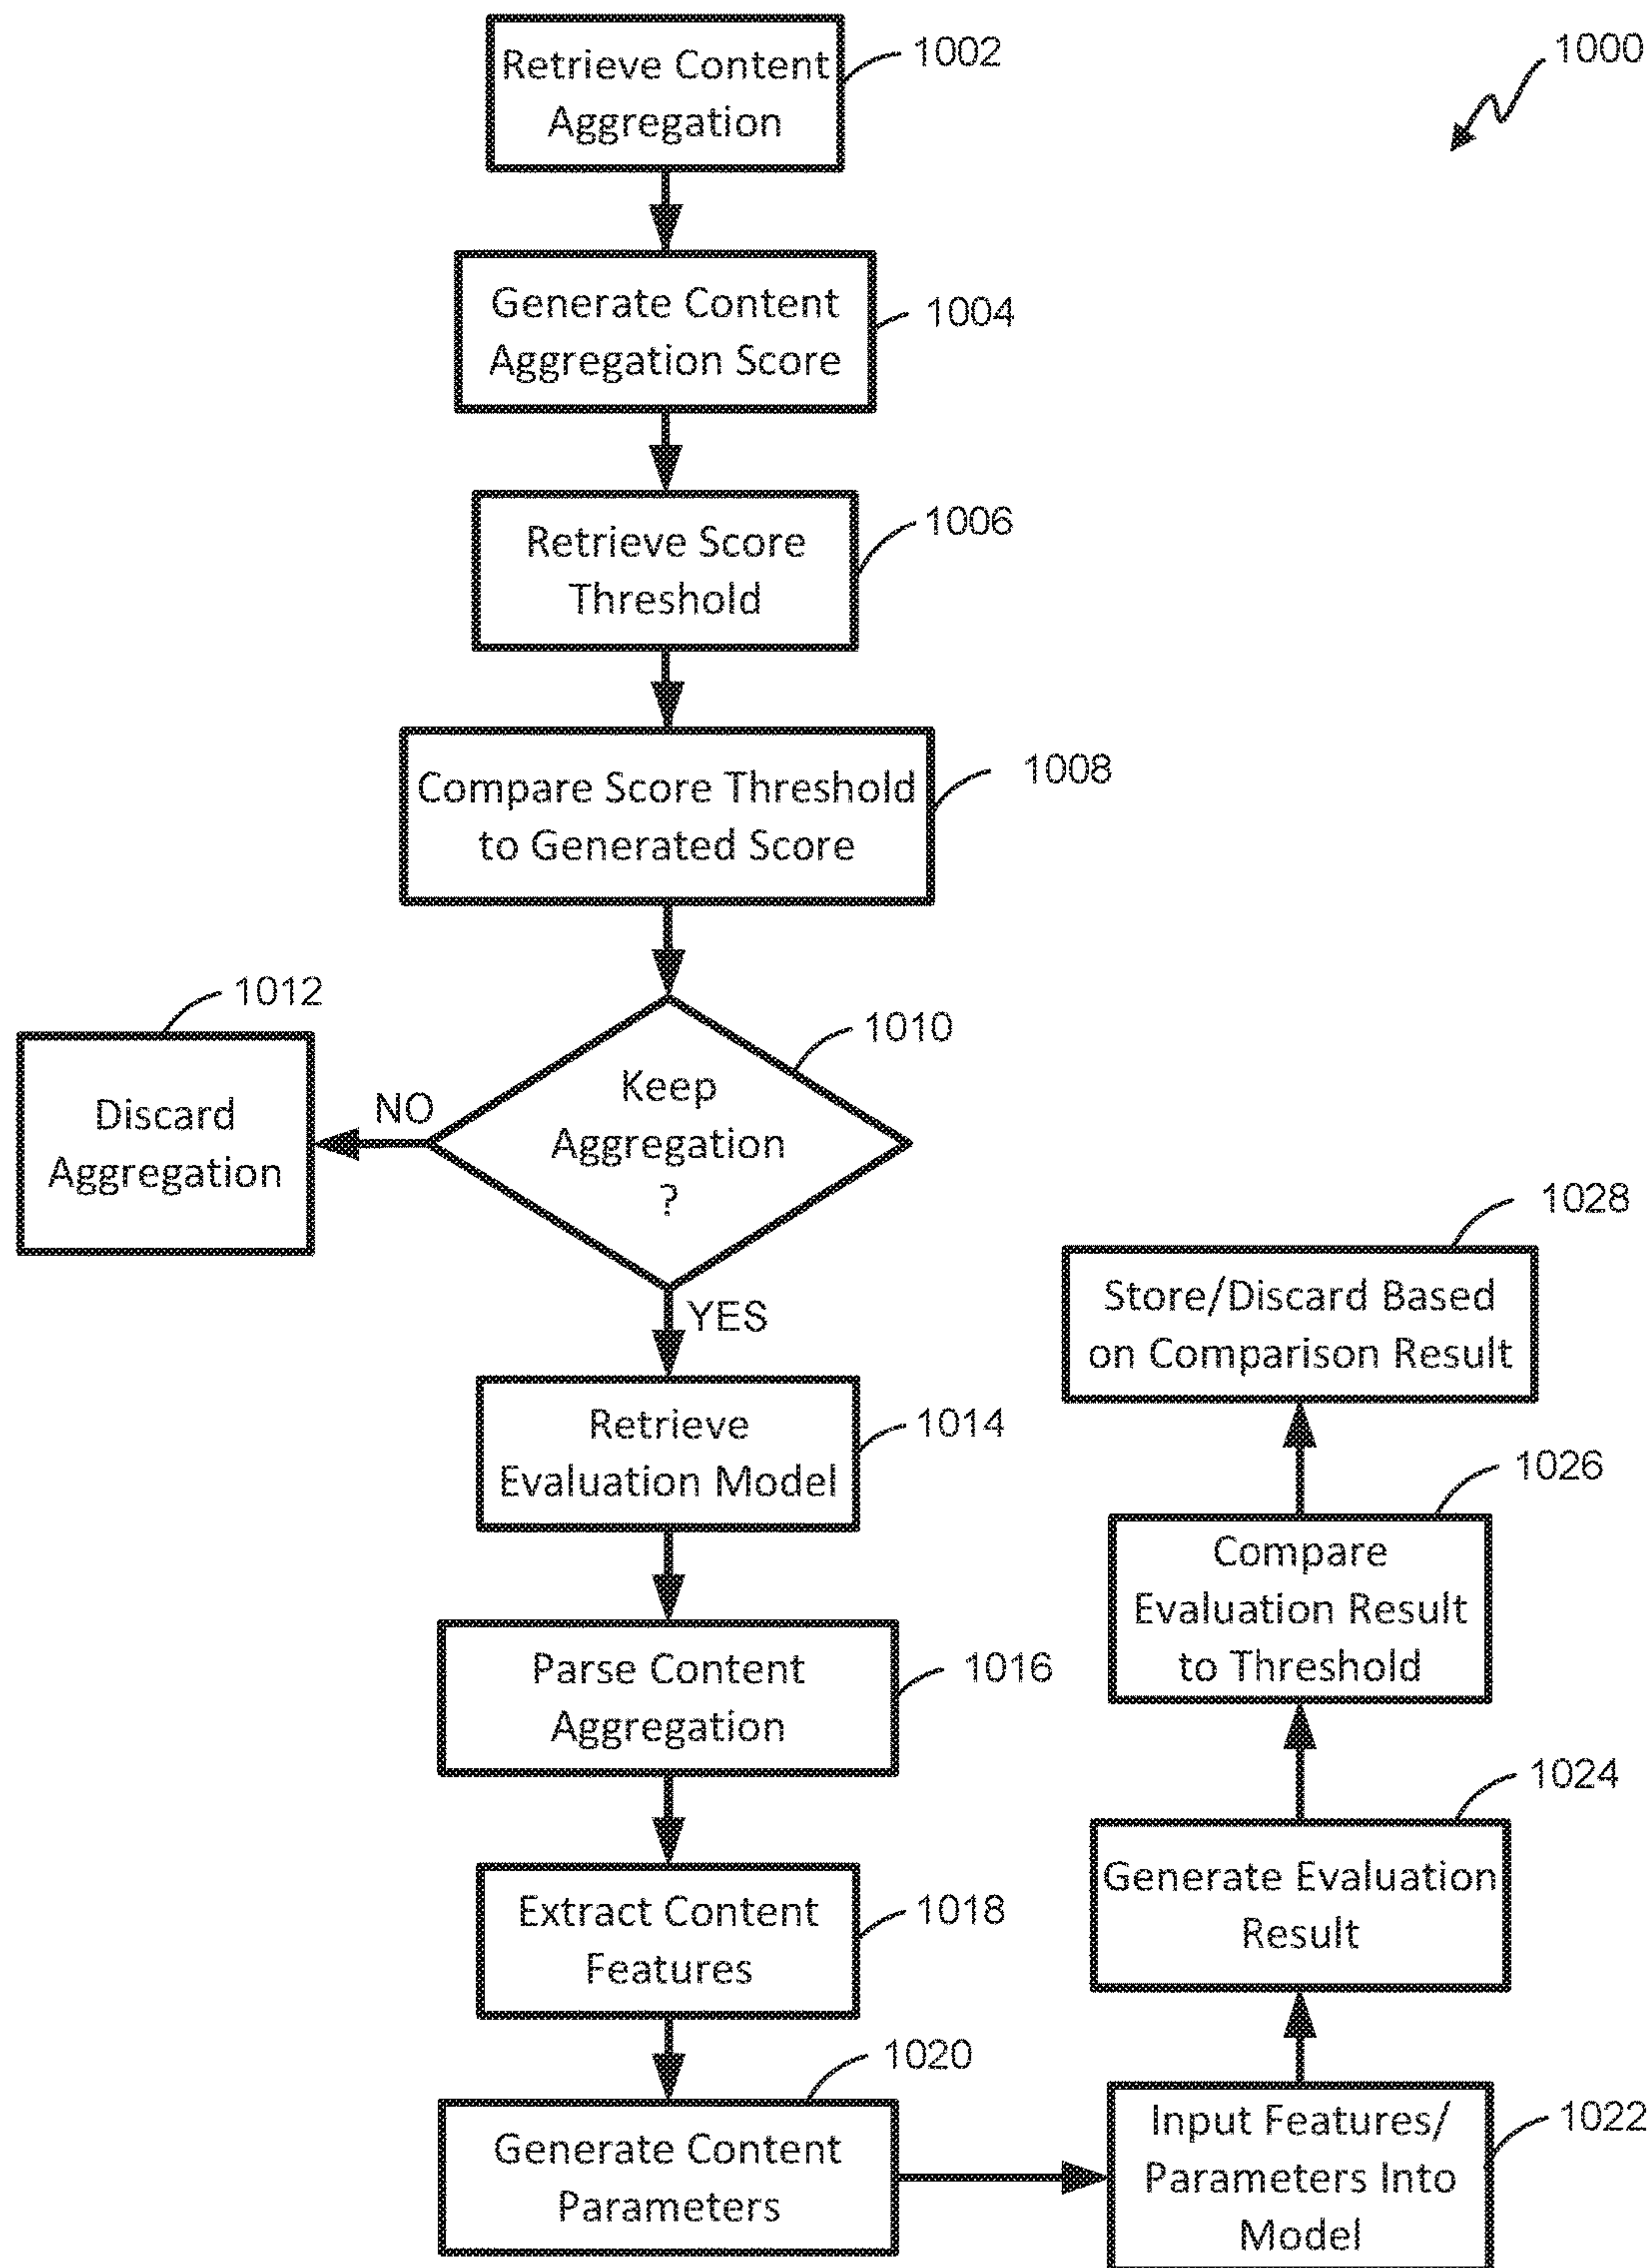 Retrieve Content
Aggregation
1002
1000
Generate Content
Aggregation Score
1004
Retrieve Score
Threshold
1006
Compare Score Threshold
to Generated Score
1008
Keep
Aggregation
?
1010
NO
Discard
Aggregation
1012
YES
Retrieve
Evaluation Model
1014
Parse Content
Aggregation
1016
Extract Content
Features
1018
Generate Content
Parameters
1020
Input Features/
Parameters Into
Model
1022
Generate Evaluation
Result
1024
Compare
Evaluation Result
to Threshold
1026
Store/Discard Based
on Comparison Result
1028